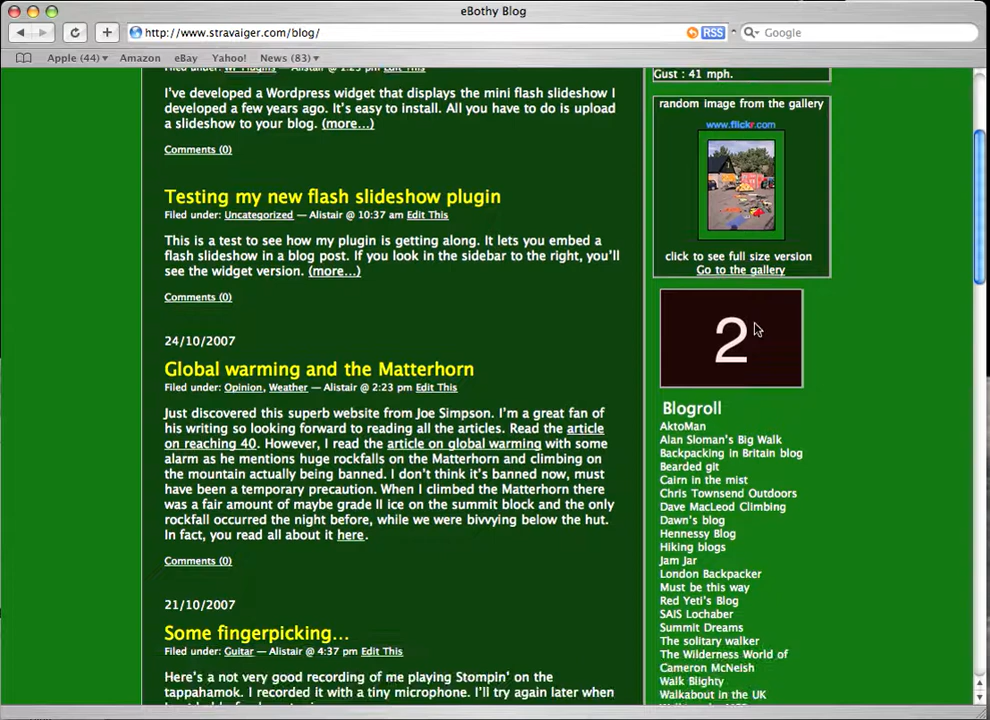 eBothy Blog
http://www.stravaiger.com/blog/
RSS
Google
Apple (44)
Amazon
eBay
Yahoo!
News (83)
Filed under: WP Plugins — Alistair @ 2:23 pm Edit This
I've developed a Wordpress widget that displays the mini flash slideshow I
developed a few years ago. It's easy to install. All you have to do is upload
a slideshow to your blog. (more...)
Comments (0)
Testing my new flash slideshow plugin
Filed under: Uncategorized — Alistair @ 10:37 am Edit This
This is a test to see how my plugin is getting along. It lets you embed a
flash slideshow in a blog post. If you look in the sidebar to the right, you'll
see the widget version. (more...)
Comments (0)
24/10/2007
Global warming and the Matterhorn
Filed under: Opinion, Weather — Alistair @ 2:23 pm Edit This
Just discovered this superb website from Joe Simpson. I'm a great fan of
his writing so looking forward to reading all the articles. Read the article
on reaching 40. However, I read the article on global warming with some
alarm as he mentions huge rockfalls on the Matterhorn and climbing on
the mountain actually being banned. I don't think it's banned now, must
have been a temporary precaution. When I climbed the Matterhorn there
was a fair amount of maybe grade II ice on the summit block and the only
rockfall occurred the night before, while we were bivvying below the hut.
In fact, you read all about it here.
Comments (0)
21/10/2007
Some fingerpicking...
Filed under: Guitar — Alistair @ 4:37 pm Edit This
Here's a not very good recording of me playing Stompin' on the
tappahamok. I recorded it with a tiny microphone. I'll try again later when
Gust : 41 mph.
random image from the gallery
www.flickr.com
click to see full size version
Go to the gallery
2
Blogroll
AktoMan
Alan Sloman's Big Walk
Backpacking in Britain blog
Bearded git
Cairn in the mist
Chris Townsend Outdoors
Dave MacLeod Climbing
Dawn's blog
Hennessy Blog
Hiking blogs
Jam Jar
London Backpacker
Must be this way
Red Yeti's Blog
SAIS Lochaber
Summit Dreams
The solitary walker
The Wilderness World of
Cameron McNeish
Walk Blighty
Walkabout in the UK